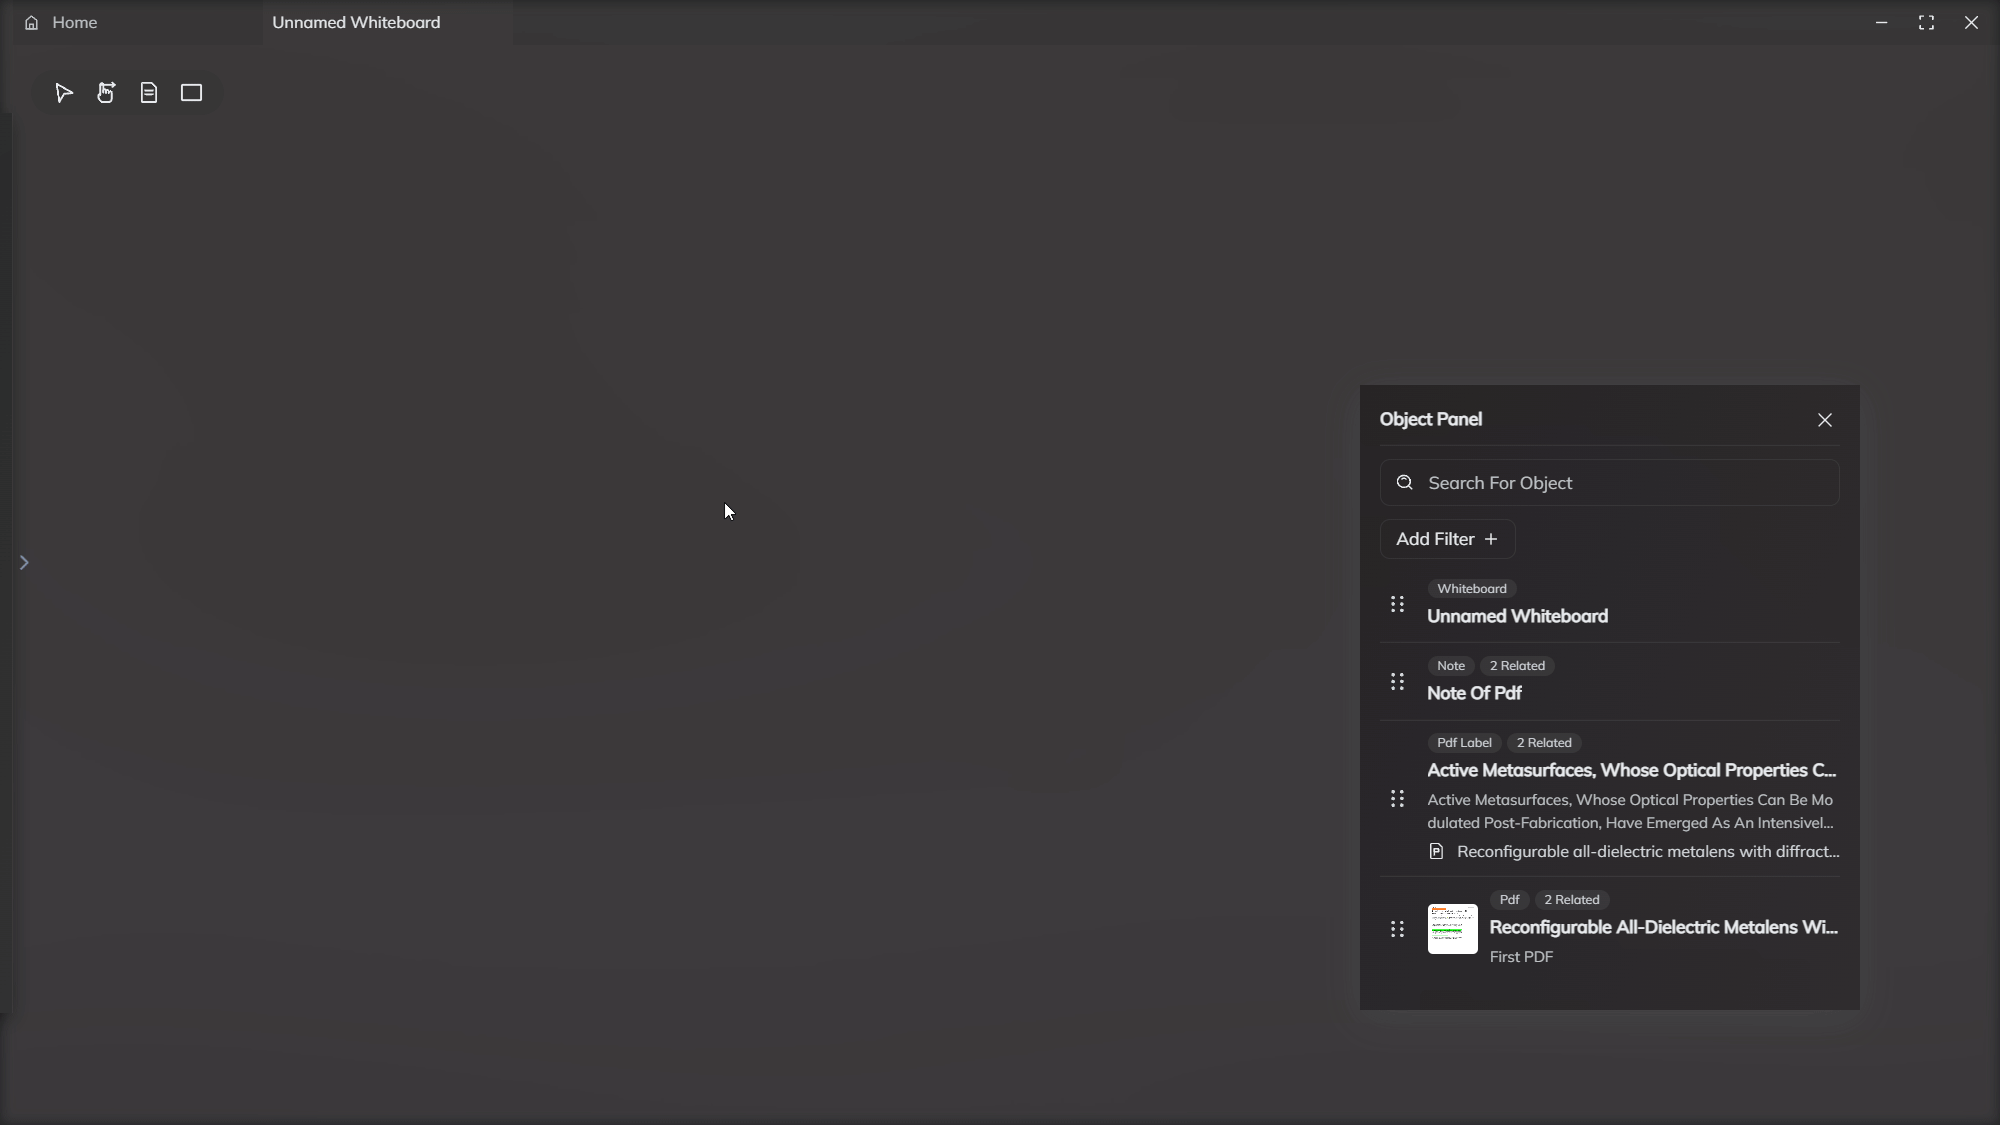 Home
Unnamed Whiteboard
Object Panel
Search For Object
Add Filter
Whiteboard
Unnamed Whiteboard
Note
2 Related
Note Of Pdf
Pdf Label
2 Related
Active Metasurfaces, Whose Optical Properties C...
Active Metasurfaces, Whose Optical Properties Can Be Mo
dulated Post-Fabrication, Have Emerged As An Intensivel...
Reconfigurable all-dielectric metalens with diffract...
Pdf
2 Related
Reconfigurable All-Dielectric Metalens Wi...
First PDF